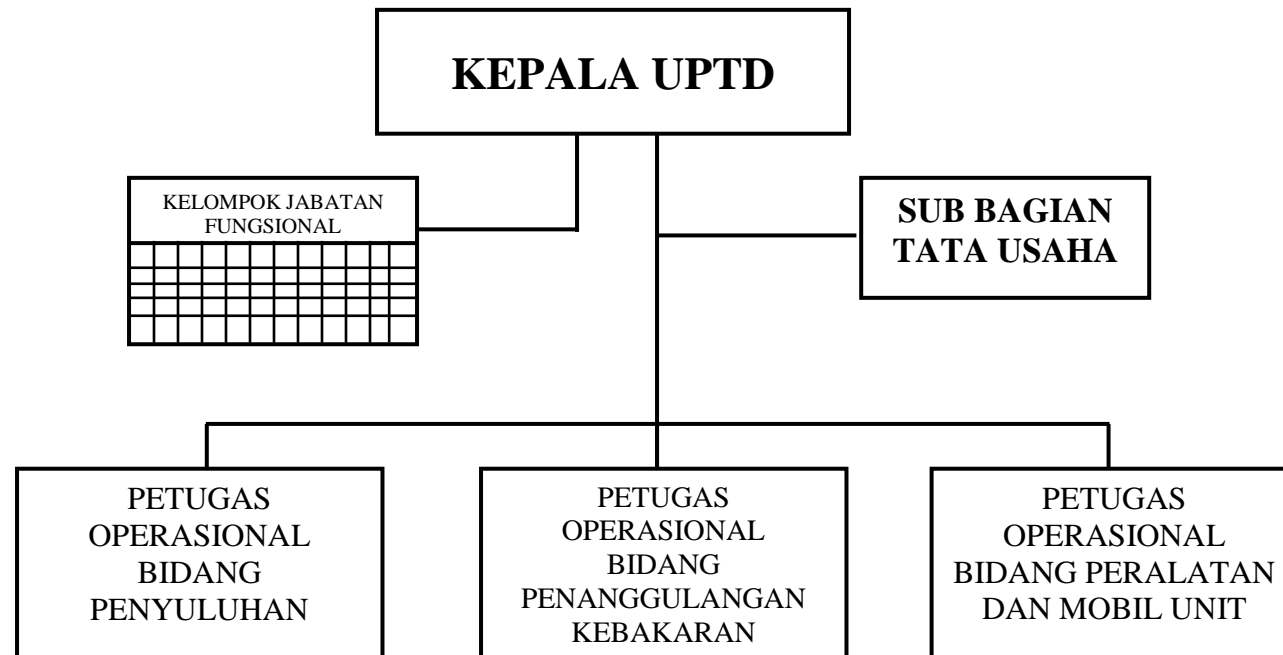 KEPALA UPTD
KELOMPOK JABATAN
FUNGSIONAL
SUB BAGIAN
TATA USAHA
PETUGAS
OPERASIONAL
BIDANG
PENYULUHAN
PETUGAS
OPERASIONAL
BIDANG
PENANGGULANGAN
KEBAKARAN
PETUGAS
OPERASIONAL
BIDANG PERALATAN
DAN MOBIL UNIT